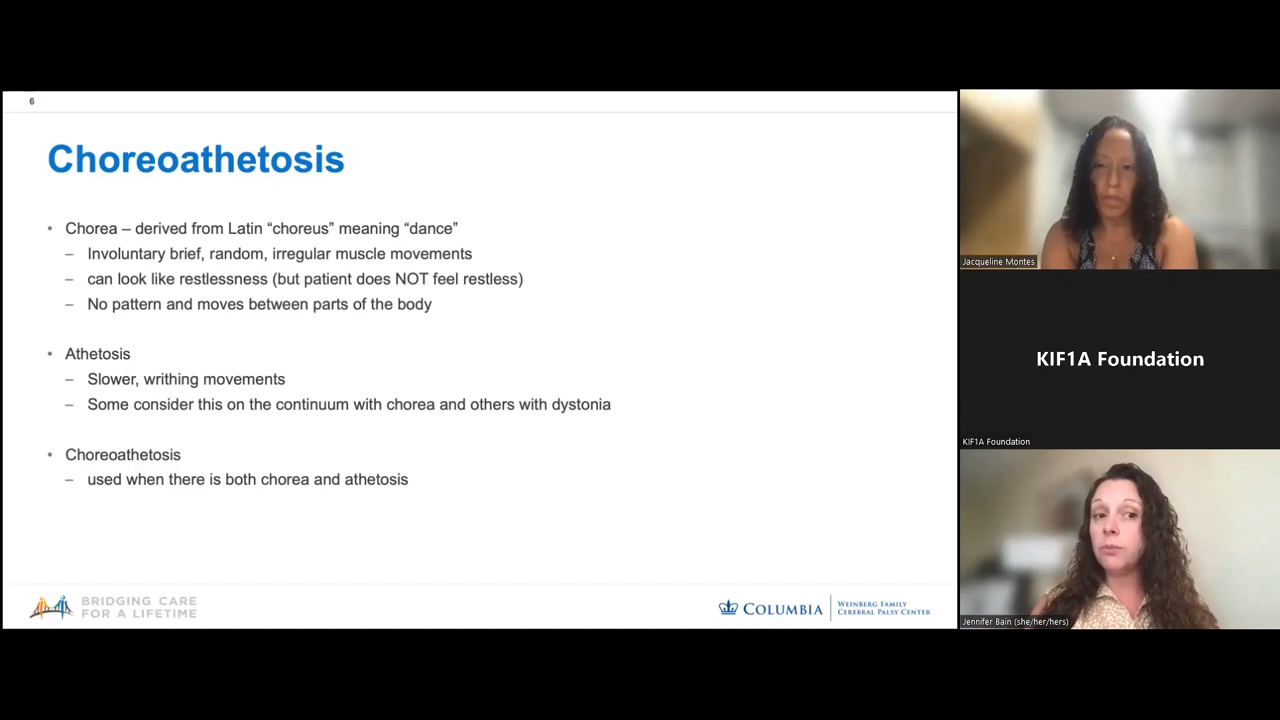 6
Choreoathetosis
• Chorea – derived from Latin “choreus” meaning “dance”
– Involuntary brief, random, irregular muscle movements
– can look like restlessness (but patient does NOT feel restless)
– No pattern and moves between parts of the body
• Athetosis
– Slower, writhing movements
– Some consider this on the continuum with chorea and others with dystonia
• Choreoathetosis
– used when there is both chorea and athetosis
BRIDGING CARE
FOR A LIFETIME
COLUMBIA
WEINBERG FAMILY
CEREBRAL PALSY CENTER
Jacqueline Montes
KIF1A Foundation
KIF1A Foundation
Jennifer Bain (she/her/hers)